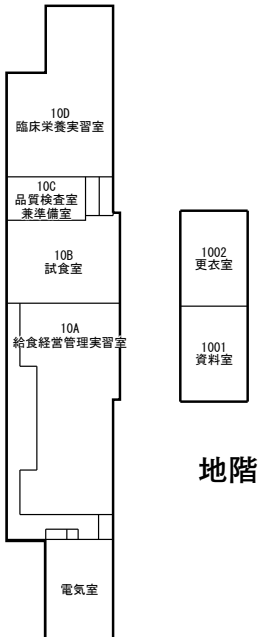 10D
臨床栄養実習室
10C
品質検査室
兼準備室
10B
試食室
10A
給食経営管理実習室
1002
更衣室
1001
資料室
地階
電気室